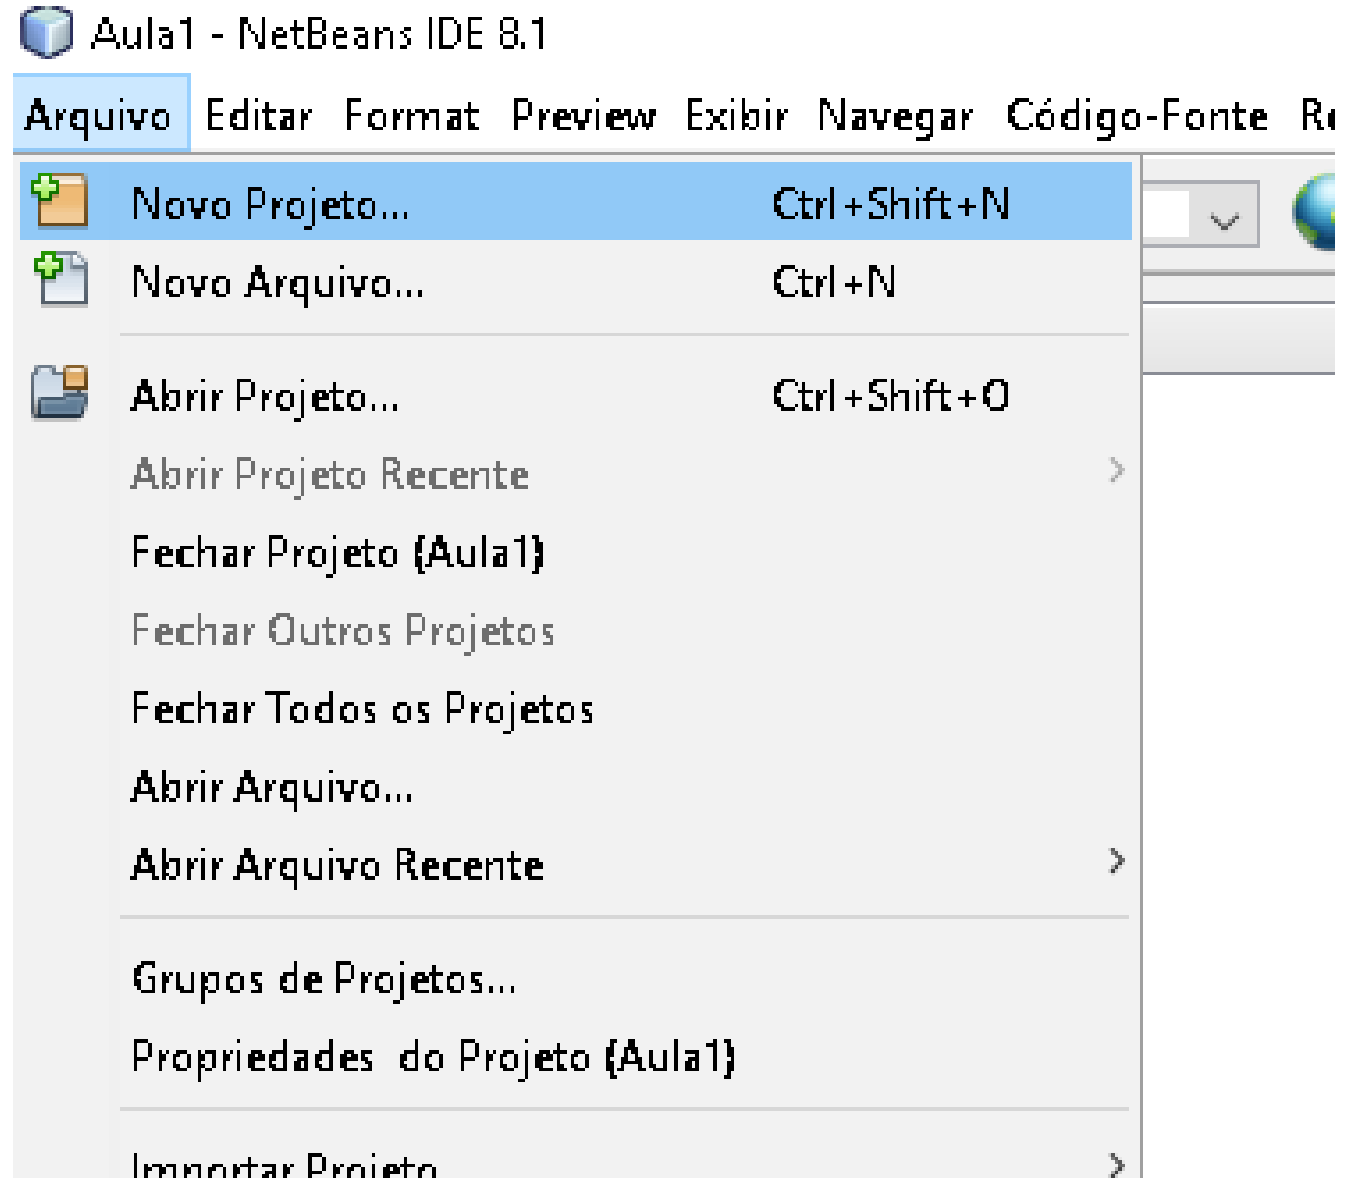 Aula1 - NetBeans IDE 8.1
Arquivo Editar Format Preview Exibir Navegar Código-Fonte
Novo Projeto... Ctrl+Shift+N
Novo Arquivo... Ctrl+N
Abrir Projeto... Ctrl+Shift+O
Abrir Projeto Recente
Fechar Projeto (Aula1)
Fechar Outros Projetos
Fechar Todos os Projetos
Abrir Arquivo...
Abrir Arquivo Recente
Grupos de Projetos...
Propriedades do Projeto (Aula1)
Importar Projeto